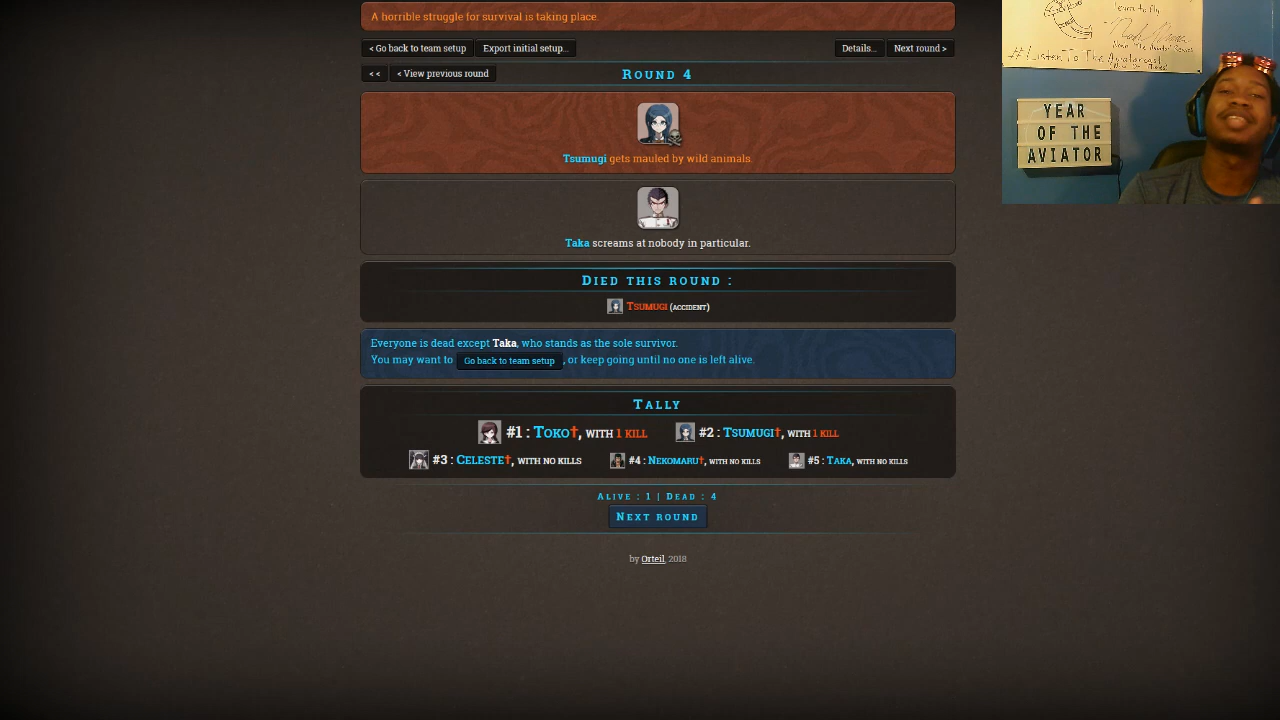 A horrible struggle for survival is taking place.
< Go back to team setup
Export initial setup...
Details...
Next round >
<<
< View previous round
ROUND 4
Tsumugi gets mauled by wild animals.
Taka screams at nobody in particular.
DIED THIS ROUND :
TSUMUGI (ACCIDENT)
Everyone is dead except Taka, who stands as the sole survivor.
You may want to Go back to team setup, or keep going until no one is left alive.
TALLY
#1 : TOKO†, WITH 1 KILL
#2 : TSUMUGI†, WITH 1 KILL
#3 : CELESTE†, WITH NO KILLS
#4 : NEKOMARU†, WITH NO KILLS
#5 : TAKA, WITH NO KILLS
ALIVE : 1 | DEAD : 4
NEXT ROUND
by Orteil, 2018
to fly
#ListenToTheAviators!
YEAR
OF THE
AVIATOR